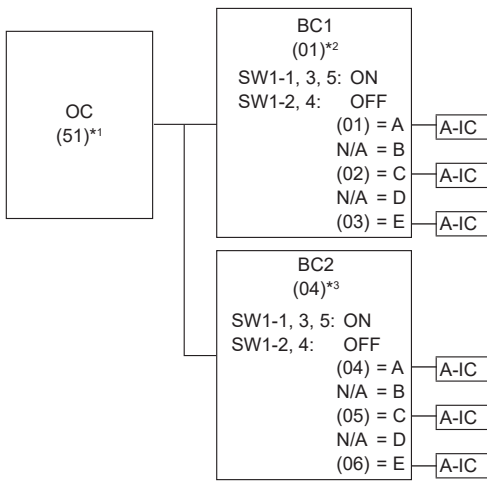 OC
(51)*1
BC1
(01)*2
SW1-1, 3, 5: ON
SW1-2, 4: OFF
(01) = A
A-IC
N/A = B
(02) = C
A-IC
N/A = D
(03) = E
A-IC
BC2
(04)*3
SW1-1, 3, 5: ON
SW1-2, 4: OFF
(04) = A
A-IC
N/A = B
(05) = C
A-IC
N/A = D
(06) = E
A-IC